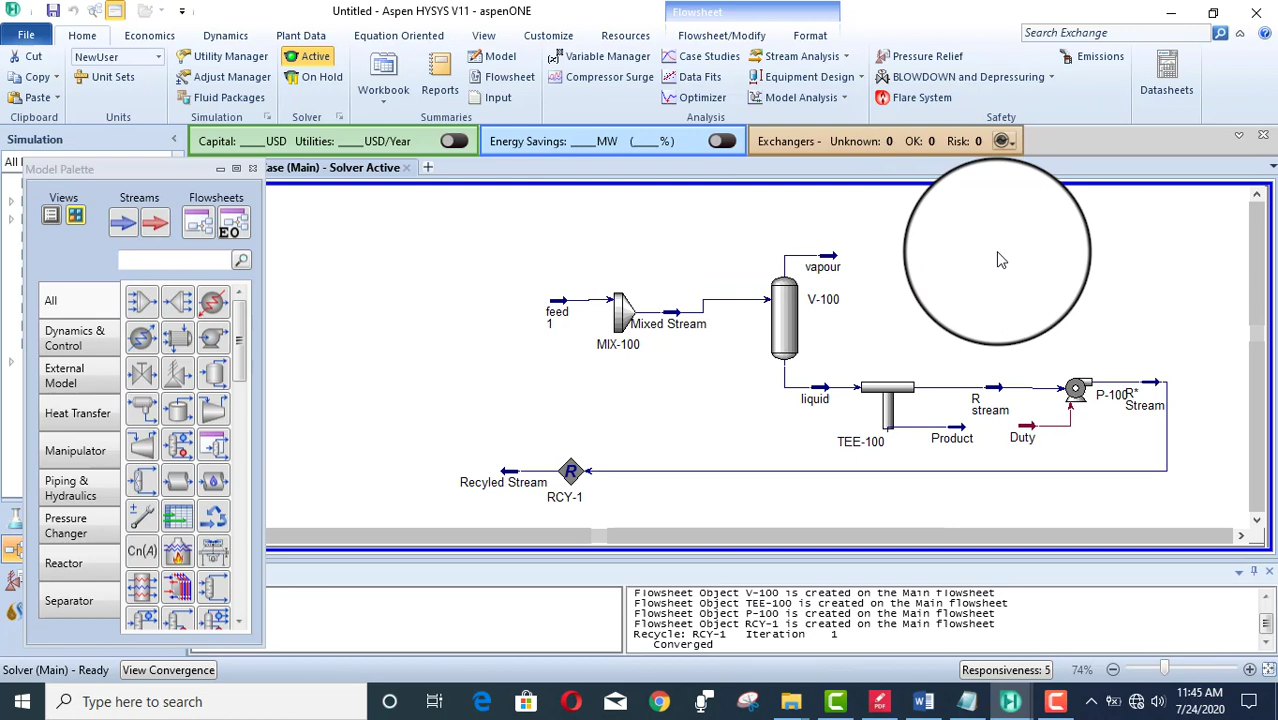 Untitled - Aspen HYSYS V11 - aspenONE
Flowsheet
File
Home
Economics
Dynamics
Plant Data
Equation Oriented
View
Customize
Resources
Flowsheet/Modify
Format
Search Exchange
Cut
Copy
Paste
Clipboard
NewUser
Unit Sets
Units
Utility Manager
Adjust Manager
Fluid Packages
Simulation
Active
On Hold
Solver
Workbook
Reports
Model
Flowsheet
Input
Summaries
Variable Manager
Compressor Surge
Case Studies
Data Fits
Optimizer
Stream Analysis
Equipment Design
Model Analysis
Analysis
Pressure Relief
BLOWDOWN and Depressuring
Flare System
Emissions
Safety
Datasheets
Simulation
Capital: ____USD Utilities: ____USD/Year
Energy Savings: ____MW (____%)
Exchangers - Unknown: 0 OK: 0 Risk: 0
All
Model Palette
ase (Main) - Solver Active
Views
Streams
Flowsheets
EO
All
Dynamics &
Control
External
Model
Heat Transfer
Manipulator
Piping &
Hydraulics
Pressure
Changer
Reactor
Separator
Cn(A)
vapour
V-100
feed
1
Mixed Stream
MIX-100
liquid
TEE-100
Product
R
stream
Duty
P-100
R*
Stream
Recyled Stream
R
RCY-1
Flowsheet Object V-100 is created on the Main flowsheet
Flowsheet Object TEE-100 is created on the Main flowsheet
Flowsheet Object P-100 is created on the Main flowsheet
Flowsheet Object RCY-1 is created on the Main flowsheet
Recycle: RCY-1 Iteration 1
Converged
Solver (Main) - Ready
View Convergence
Responsiveness: 5
74%
Type here to search
11:45 AM
7/24/2020